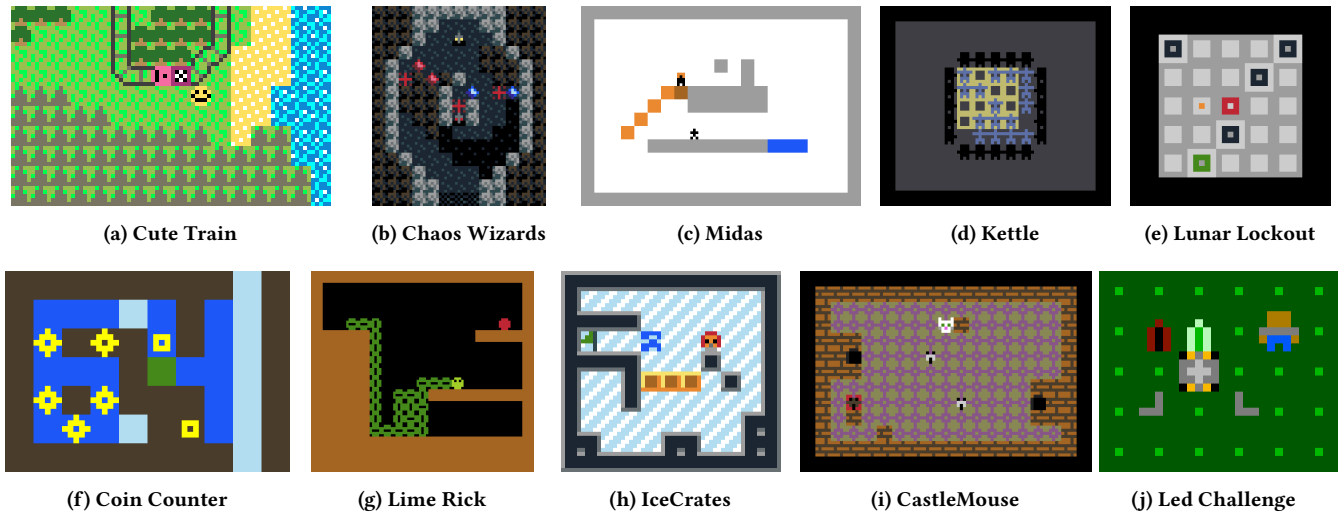 (a) Cute Train
(b) Chaos Wizards
(c) Midas
(d) Kettle
(e) Lunar Lockout
(f) Coin Counter
(g) Lime Rick
(h) IceCrates
(i) CastleMouse
(j) Led Challenge